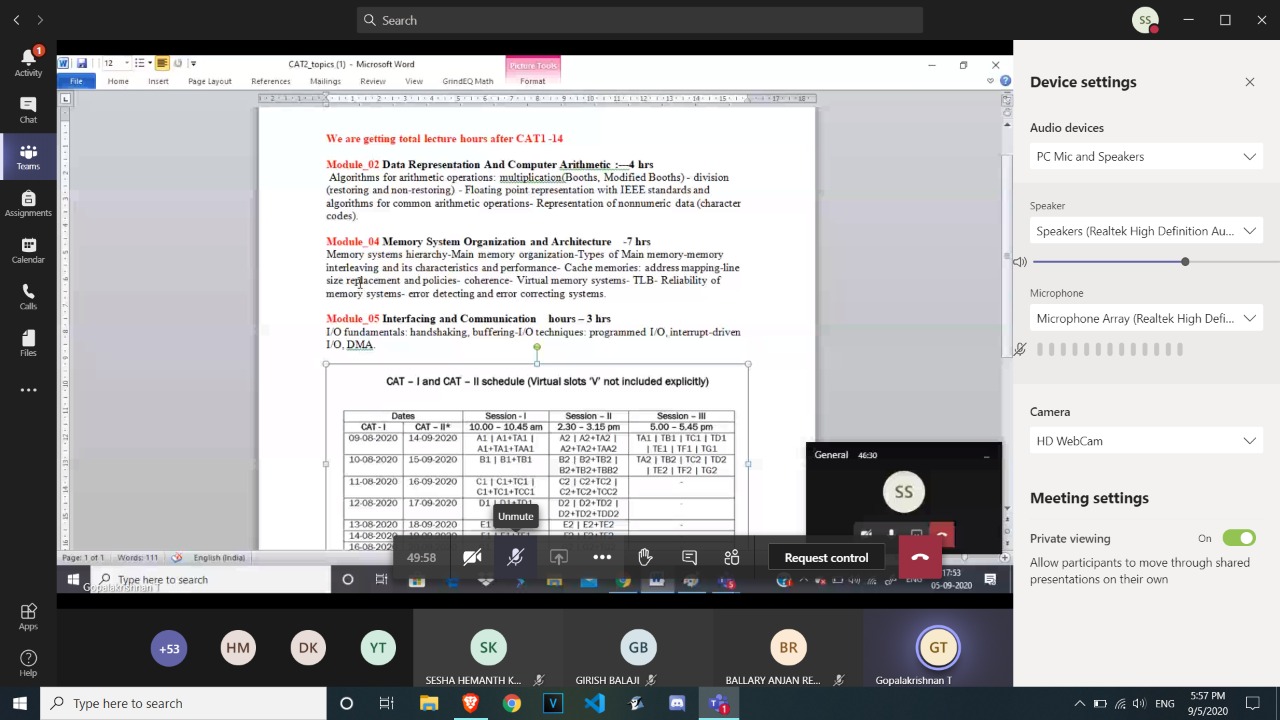 Search
SS
Activity
1
Chat
Teams
Assignments
Calendar
Calls
Files
Apps
Help
12
CAT2_topics (1) - Microsoft Word
Picture Tools
File
Home
Insert
Page Layout
References
Mailings
Review
View
GrindEQ Math
Format
We are getting total lecture hours after CAT1 -14
Module_02 Data Representation And Computer Arithmetic :---4 hrs
Algorithms for arithmetic operations: multiplication(Booths, Modified Booths) - division
(restoring and non-restoring) - Floating point representation with IEEE standards and
algorithms for common arithmetic operations- Representation of nonnumeric data (character
codes).
Module_04 Memory System Organization and Architecture -7 hrs
Memory systems hierarchy-Main memory organization-Types of Main memory-memory
interleaving and its characteristics and performance- Cache memories: address mapping-line
size replacement and policies- coherence- Virtual memory systems- TLB- Reliability of
memory systems- error detecting and error correcting systems.
Module_05 Interfacing and Communication hours – 3 hrs
I/O fundamentals: handshaking, buffering-I/O techniques: programmed I/O, interrupt-driven
I/O, DMA.
CAT – I and CAT – II schedule (Virtual slots 'V' not included explicitly)
Dates Session - I Session – II Session – III
CAT - I CAT – II* 10.00 – 10.45 am 2.30 – 3.15 pm 5.00 – 5.45 pm
09-08-2020 14-09-2020 A1 | A1+TA1 | A2 | A2+TA2 | TA1 | TB1 | TC1 | TD1
A1+TA1+TAA1 A2+TA2+TAA2 | TE1 | TF1 | TG1
10-08-2020 15-09-2020 B1 | B1+TB1 B2 | B2+TB2 | TA2 | TB2 | TC2 | TD2
B2+TB2+TBB2 | TE2 | TF2 | TG2
11-08-2020 16-09-2020 C1 | C1+TC1 | C2 | C2+TC2 | -
C1+TC1+TCC1 C2+TC2+TCC2
12-08-2020 17-09-2020 D1 | D1+TD1 D2 | D2+TD2 | -
D2+TD2+TDD2
13-08-2020 18-09-2020 E1 E2 | E2+TE2 -
Unmute
General 46:30
SS
49:58
Request control
Page: 1 of 1 Words: 111 English (India)
Type here to search
Gopalakrishnan T
17:53
05-09-2020
ENG
+53
HM
DK
YT
SK
SESHA HEMANTH K...
GB
GIRISH BALAJI
BR
BALLARY ANJAN RE...
GT
Gopalakrishnan T
Device settings
Audio devices
PC Mic and Speakers
Speaker
Speakers (Realtek High Definition Au...
Microphone
Microphone Array (Realtek High Defi...
Camera
HD WebCam
Meeting settings
Private viewing
On
Allow participants to move through shared
presentations on their own
Type here to search
V
1
ENG
5:57 PM
9/5/2020